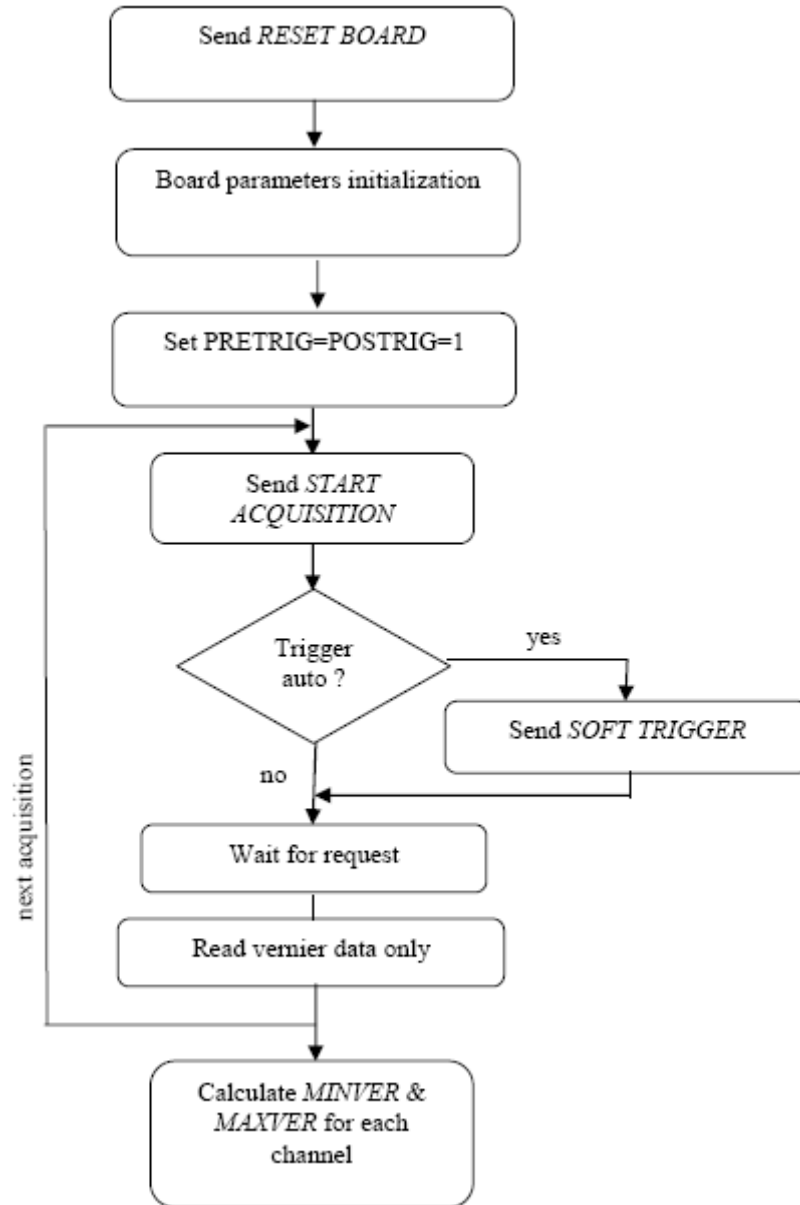 Send RESET BOARD
Board parameters initialization
Set PRETRIG=POSTRIG=1
Send START
ACQUISITION
Trigger
auto ?
yes
Send SOFT TRIGGER
no
Wait for request
Read vernier data only
next acquisition
Calculate MINVER &
MAXVER for each
channel